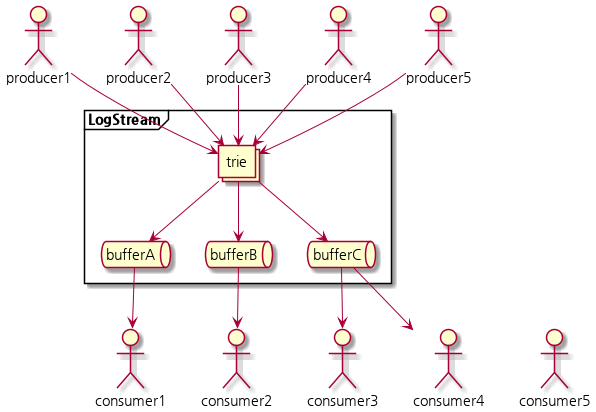 producer1 producer2 producer3 producer4 producer5
LogStream
trie
bufferA bufferB bufferC
consumer1 consumer2 consumer3 consumer4 consumer5